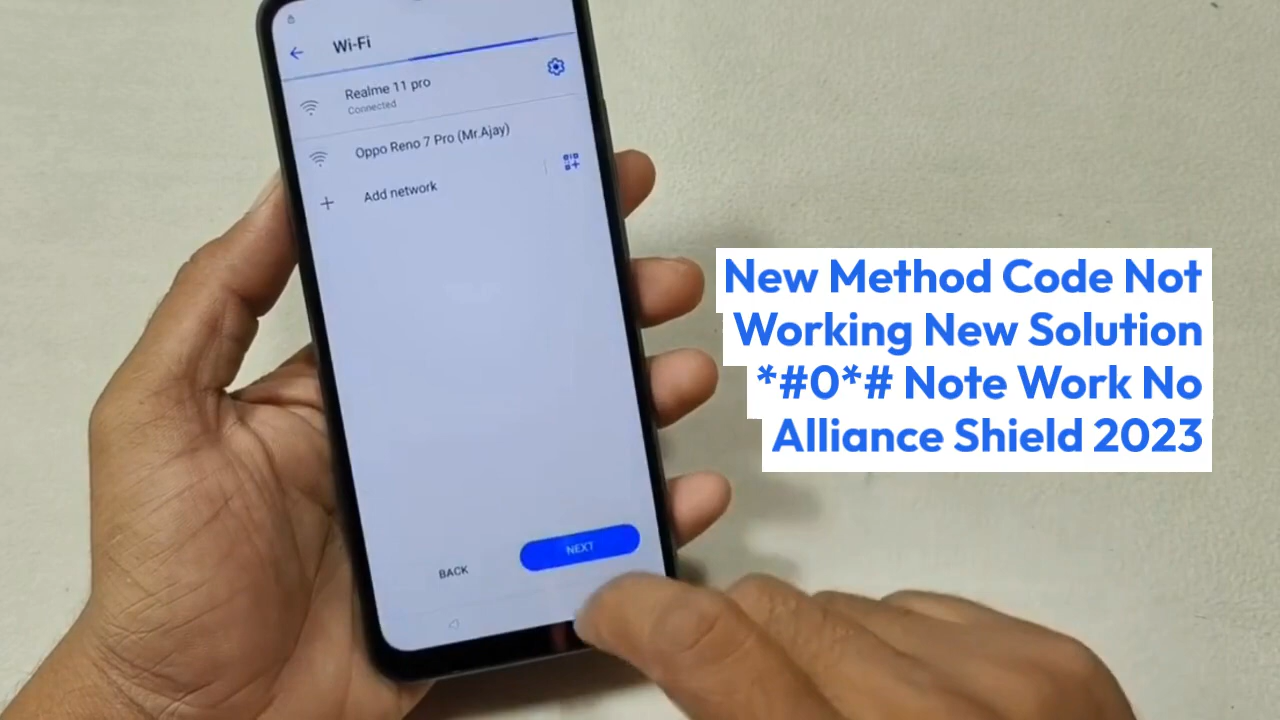 Wi-Fi
Realme 11 pro
Connected
Oppo Reno 7 Pro (Mr.Ajay)
Add network
BACK
NEXT
New Method Code Not
Working New Solution
*#0*# Note Work No
Alliance Shield 2023